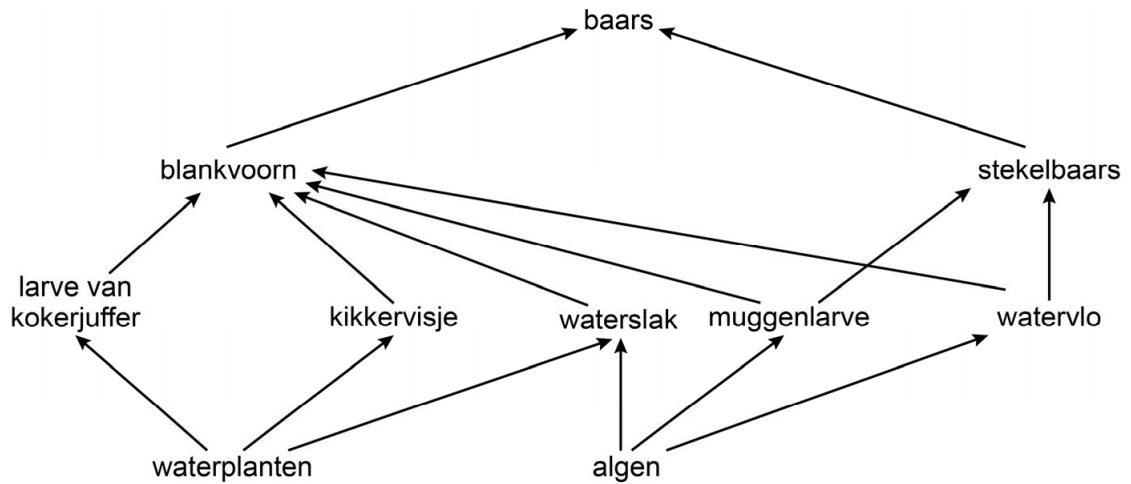 baars
blankvoorn
stekelbaars
larve van
kokerjuffer
kikkervisje
waterslak
muggenlarve
watervlo
waterplanten
algen